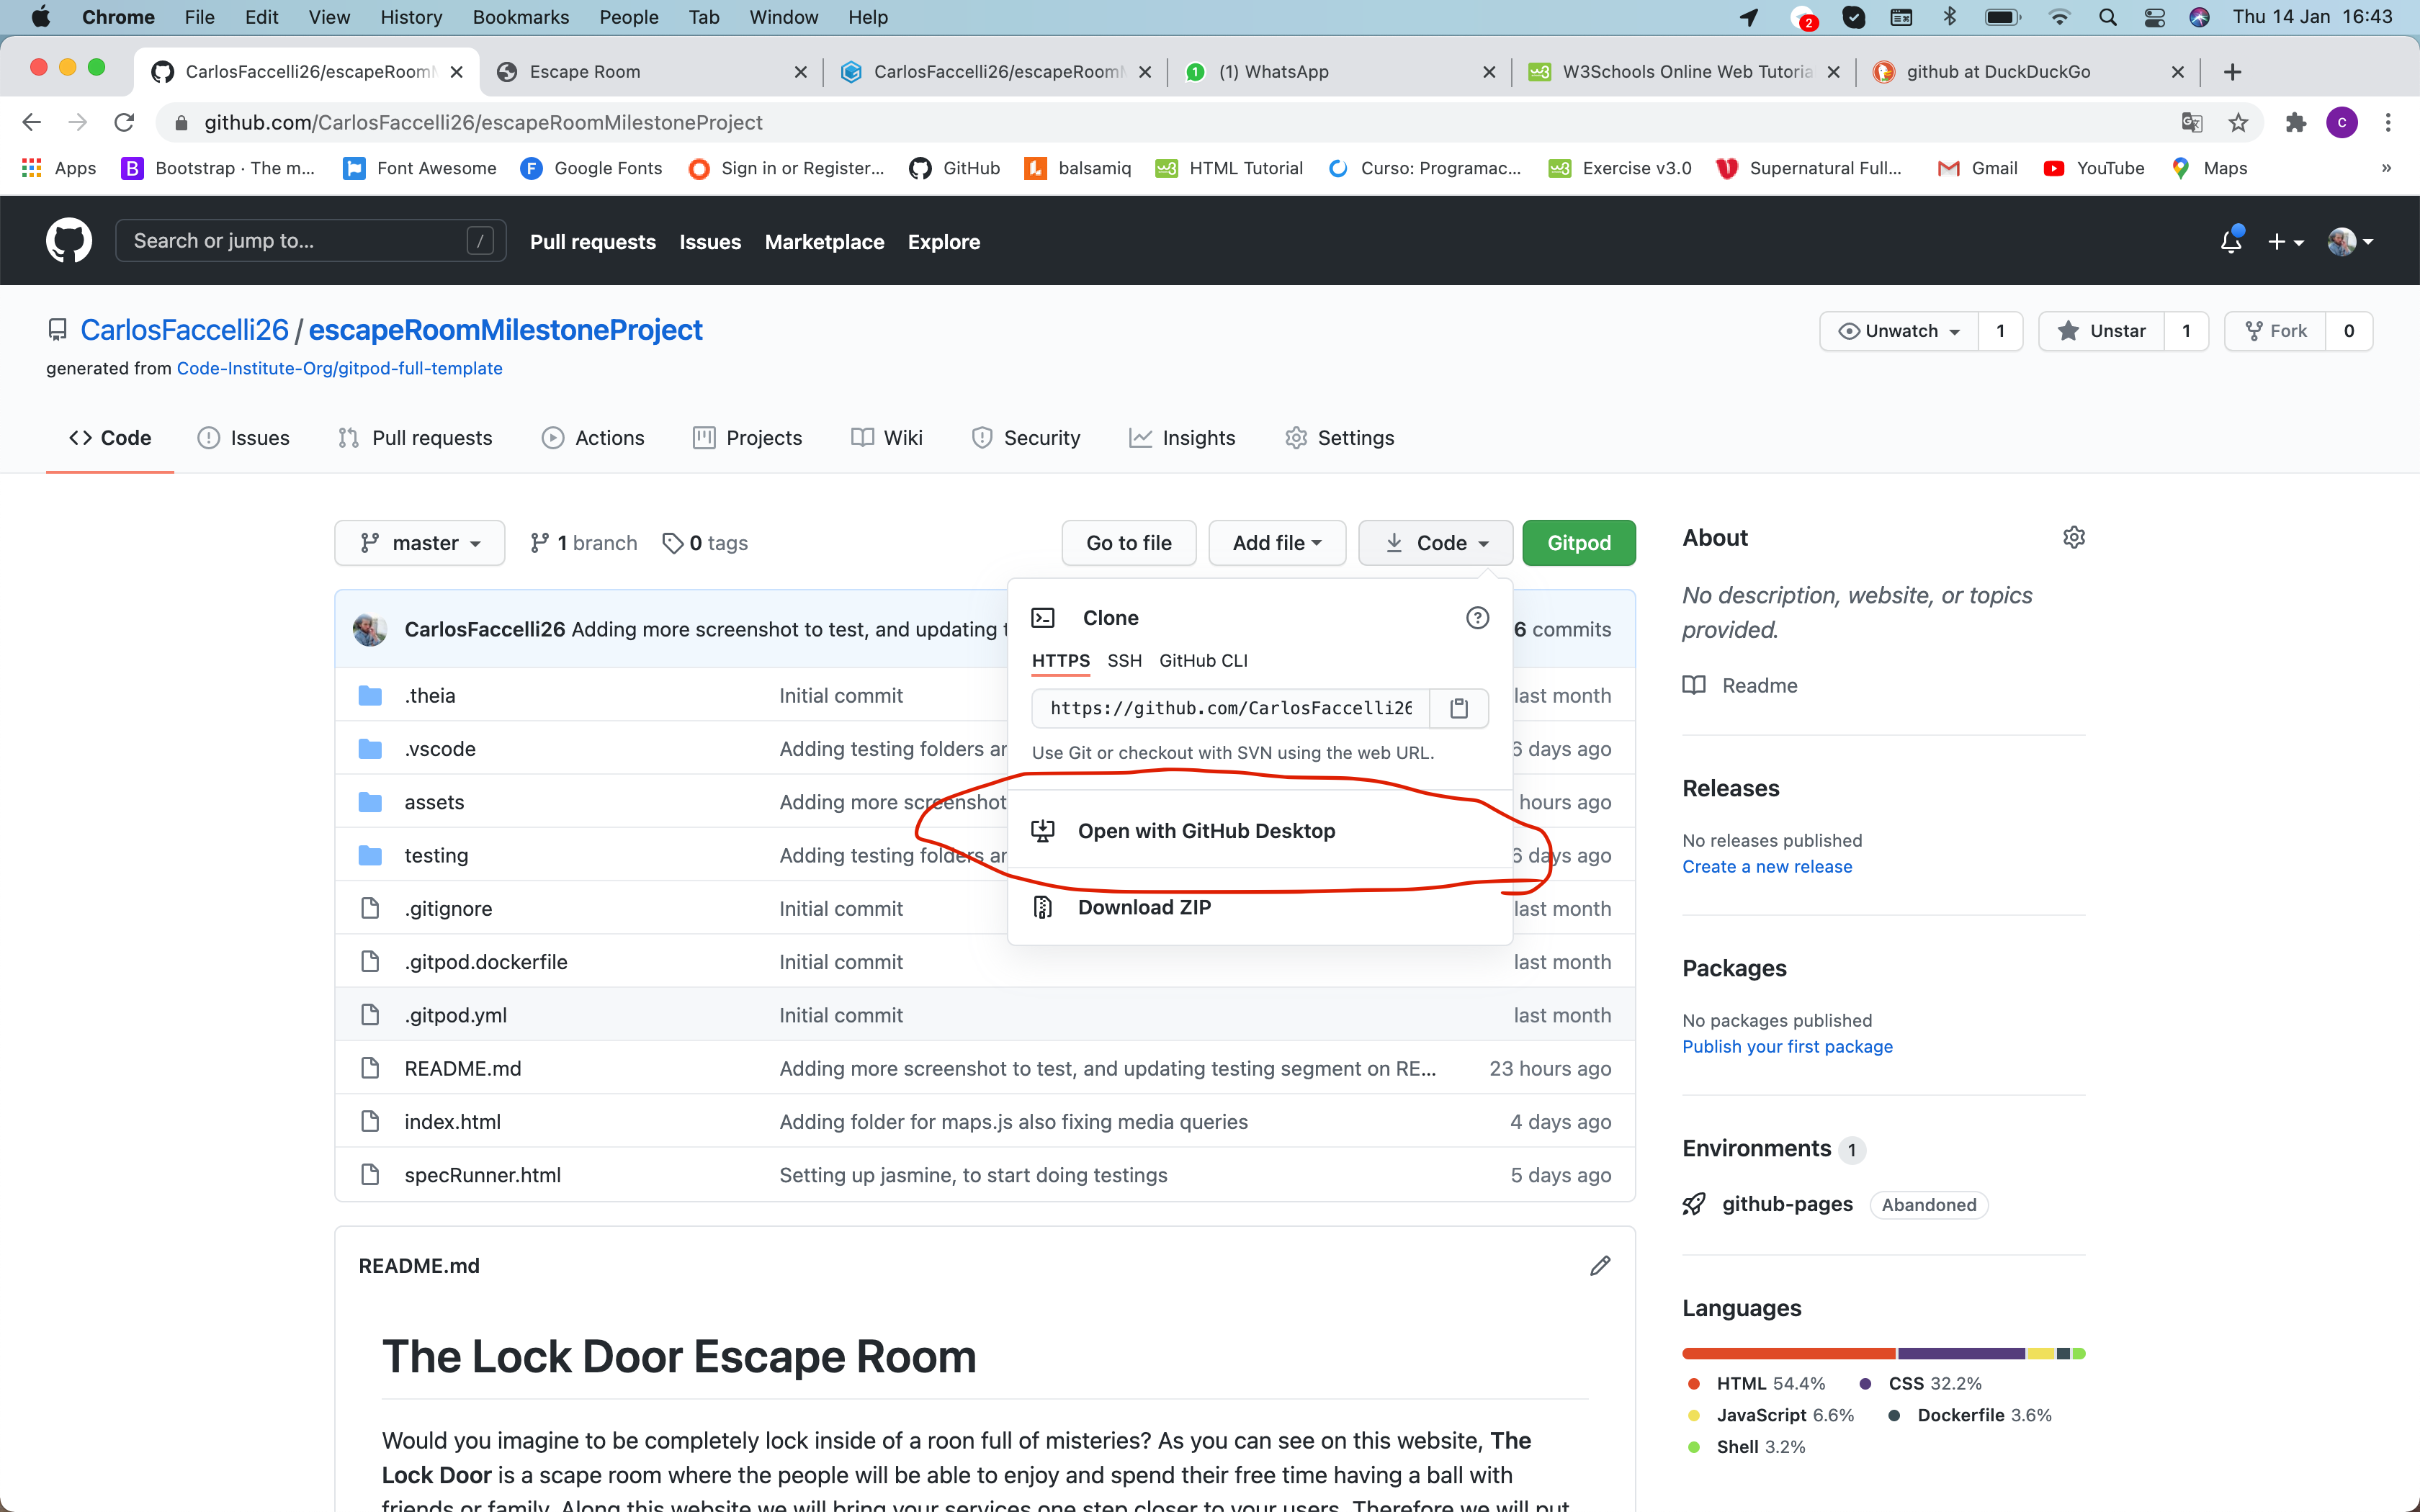 Chrome File Edit View History Bookmarks People Tab Window Help 2 Thu 14 Jan 16:43
CarlosFaccelli26/escapeRoomM Escape Room CarlosFaccelli26/escapeRoomM 1 (1) WhatsApp W3Schools Online Web Tutoria github at DuckDuckGo
github.com/CarlosFaccelli26/escapeRoomMilestoneProject C
Apps B Bootstrap · The m... Font Awesome F Google Fonts Sign in or Register... GitHub balsamiq HTML Tutorial Curso: Programac... Exercise v3.0 Supernatural Full... Gmail YouTube Maps »
Search or jump to... / Pull requests Issues Marketplace Explore
CarlosFaccelli26 / escapeRoomMilestoneProject Unwatch 1 Unstar 1 Fork 0
generated from Code-Institute-Org/gitpod-full-template
Code Issues Pull requests Actions Projects Wiki Security Insights Settings
master 1 branch 0 tags Go to file Add file Code Gitpod
CarlosFaccelli26 Adding more screenshot to test, and updating t 6 commits
.theia Initial commit last month
.vscode Adding testing folders an 6 days ago
assets Adding more screenshot hours ago
testing Adding testing folders an 6 days ago
.gitignore Initial commit last month
.gitpod.dockerfile Initial commit last month
.gitpod.yml Initial commit last month
README.md Adding more screenshot to test, and updating testing segment on RE... 23 hours ago
index.html Adding folder for maps.js also fixing media queries 4 days ago
specRunner.html Setting up jasmine, to start doing testings 5 days ago
Clone
HTTPS SSH GitHub CLI
https://github.com/CarlosFaccelli26
Use Git or checkout with SVN using the web URL.
Open with GitHub Desktop
Download ZIP
README.md
The Lock Door Escape Room
Would you imagine to be completely lock inside of a roon full of misteries? As you can see on this website, The
Lock Door is a scape room where the people will be able to enjoy and spend their free time having a ball with
friends or family. Along this website we will bring your services one step closer to your users. Therefore we will put
About
No description, website, or topics
provided.
Readme
Releases
No releases published
Create a new release
Packages
No packages published
Publish your first package
Environments 1
github-pages Abandoned
Languages
HTML 54.4% CSS 32.2%
JavaScript 6.6% Dockerfile 3.6%
Shell 3.2%